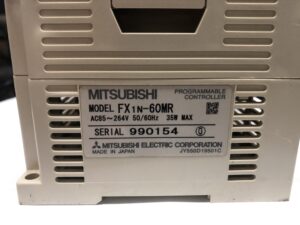 MITSUBISHI PROGRAMMABLE CONTROLLER
MODEL FX1N-60MR
AC85~264V 50/60Hz 35W MAX
SERIAL 990154 G
MITSUBISHI ELECTRIC CORPORATION
MADE IN JAPAN JY550D19501C